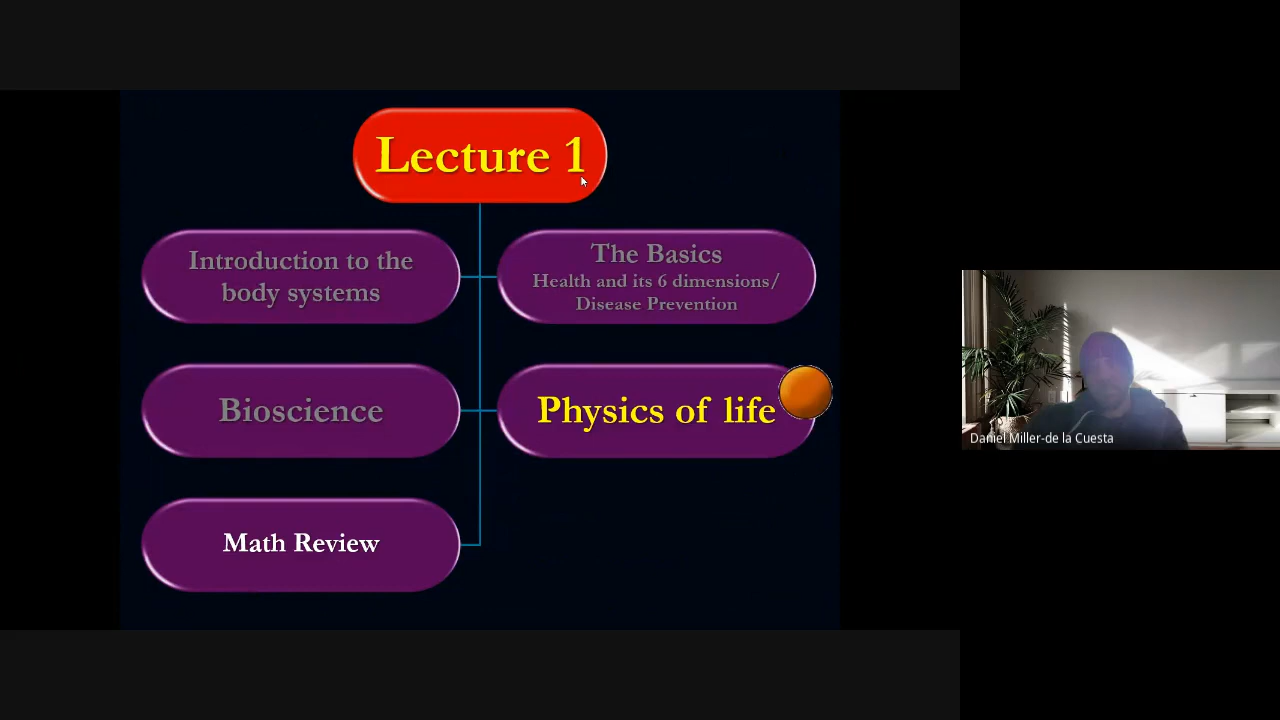 Lecture 1
Introduction to the
body systems
The Basics
Health and its 6 dimensions/
Disease Prevention
Bioscience
Physics of life
Math Review
Daniel Miller-de la Cuesta